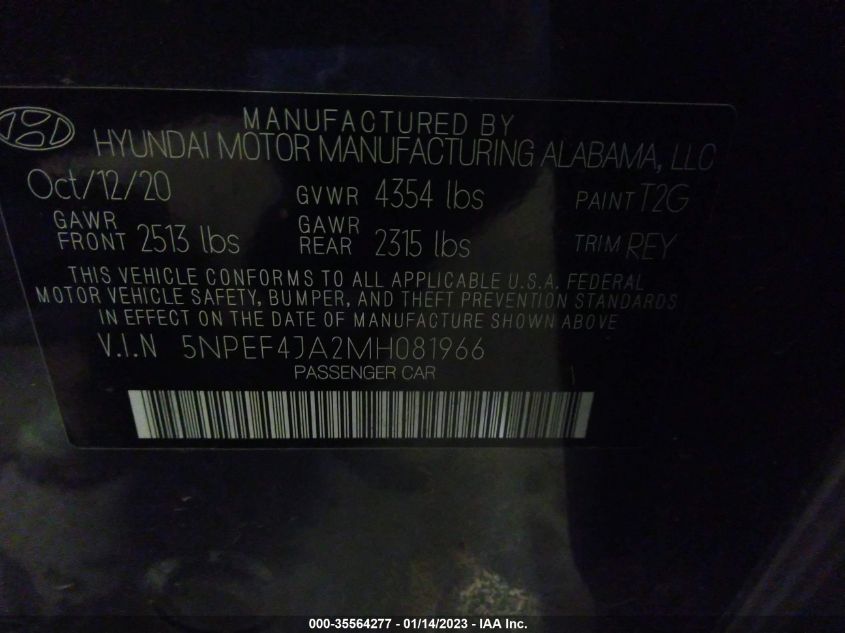 MANUFACTURED BY
HYUNDAI MOTOR MANUFACTURING ALABAMA, LLC
Oct/12/20 GVWR 4354 lbs PAINT T2G
GAWR FRONT 2513 lbs GAWR REAR 2315 lbs TRIM REY
THIS VEHICLE CONFORMS TO ALL APPLICABLE U.S.A. FEDERAL
MOTOR VEHICLE SAFETY, BUMPER, AND THEFT PREVENTION STANDARDS
IN EFFECT ON THE DATE OF MANUFACTURE SHOWN ABOVE
V.I.N 5NPEF4JA2MH081966
PASSENGER CAR
000-35564277 - 01/14/2023 - IAA Inc.